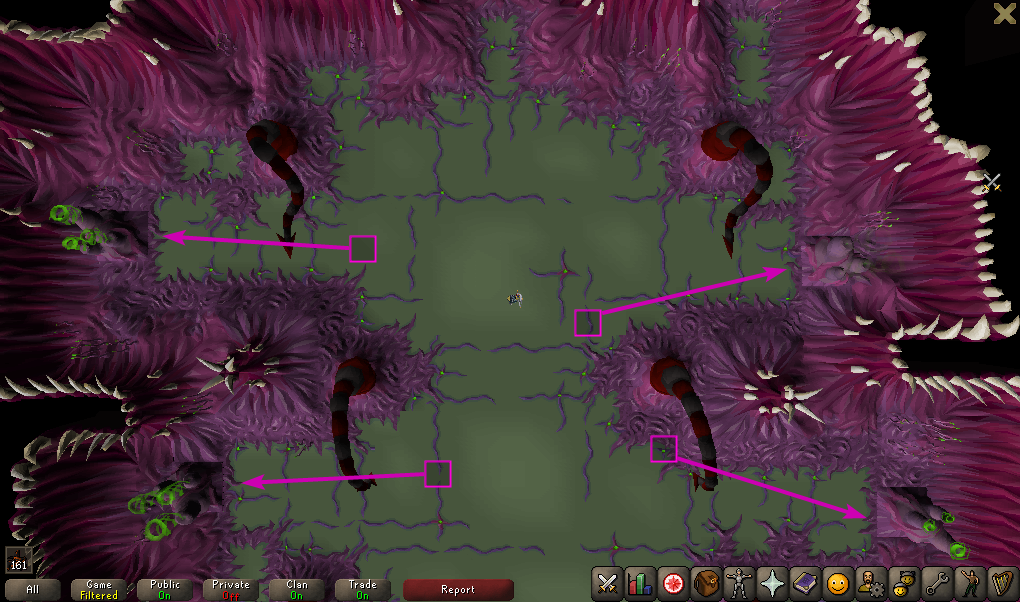 161
All
Game
Filtered
Public
On
Private
Off
Clan
On
Trade
On
Report